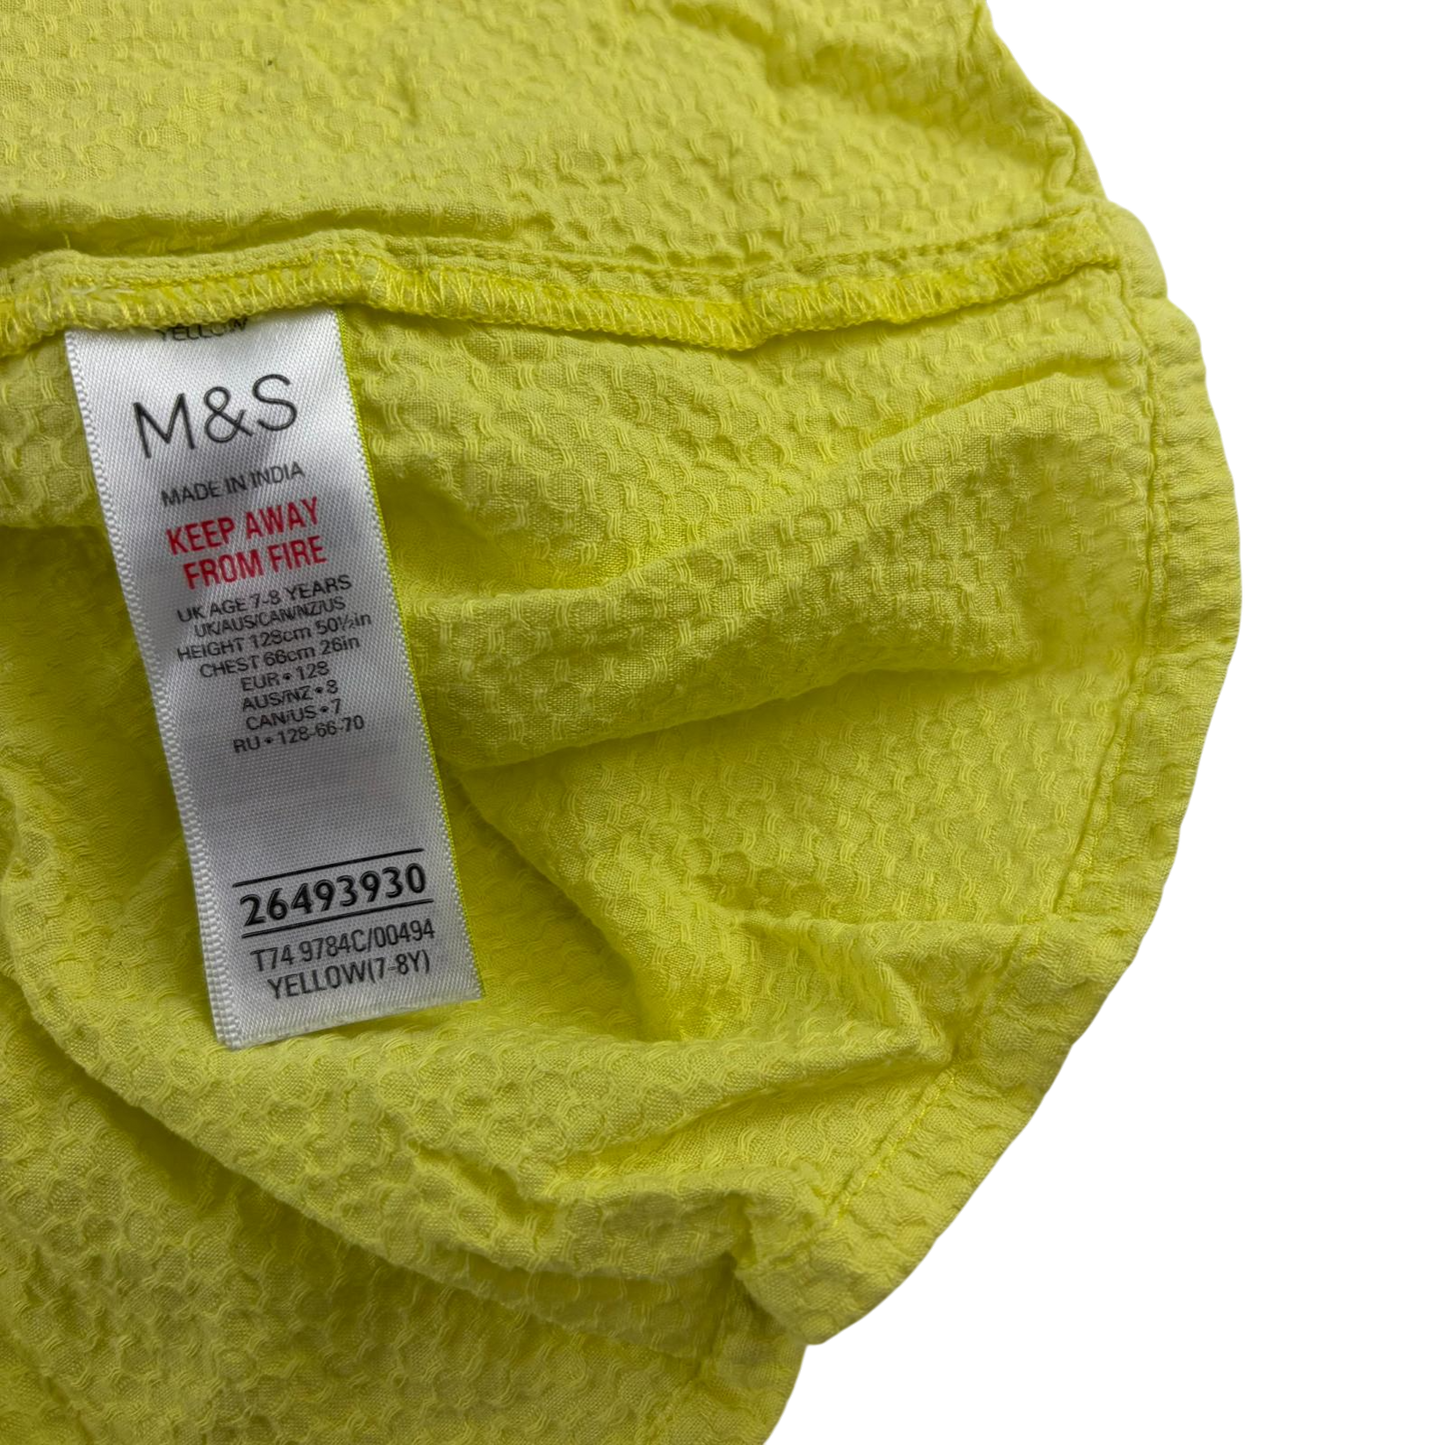 YELLOW
M&S
MADE IN INDIA
KEEP AWAY
FROM FIRE
UK AGE 7-8 YEARS
UK/AUS/CAN/NZ/US
HEIGHT 128cm 50½in
CHEST 66cm 26in
EUR • 128
AUS/NZ • 8
CAN/US • 7
RU • 128-66-70
26493930
T74 9784C/00494
YELLOW(7-8Y)